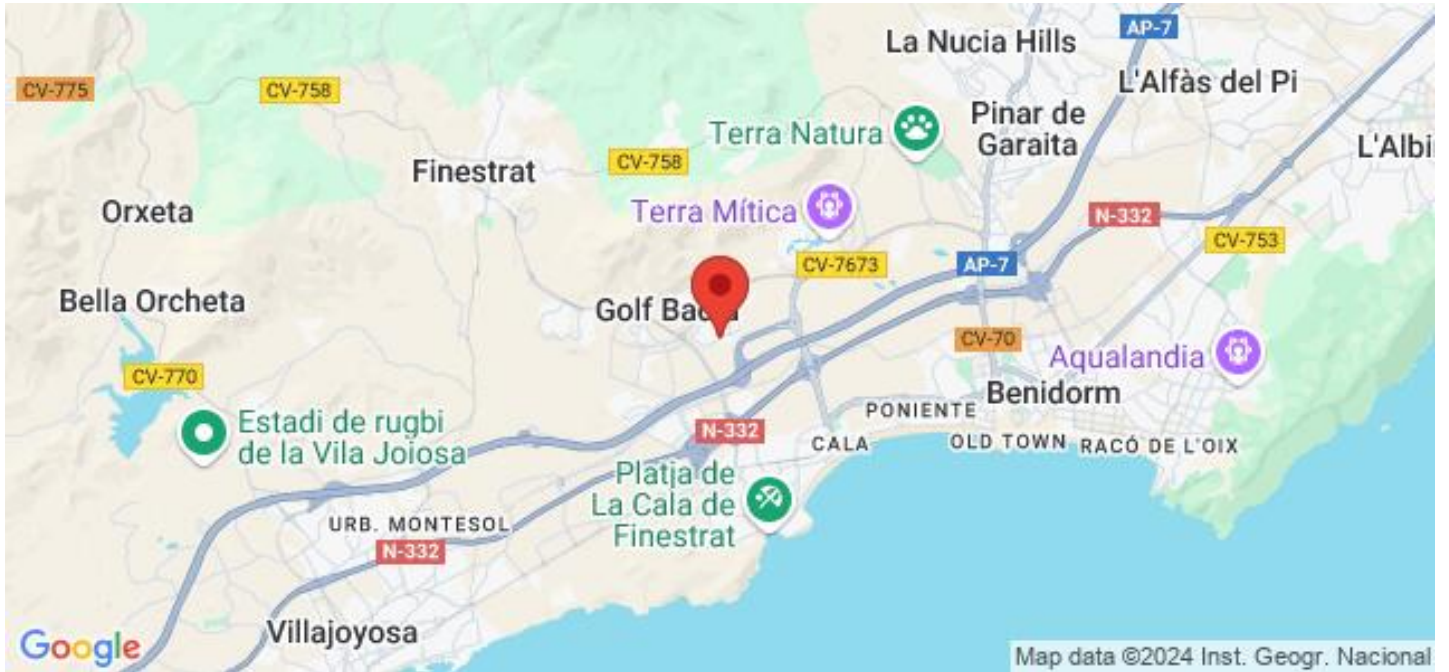 AP-7
La Nucia Hills
L'Alfàs del Pi
CV-775
CV-758
Pinar de
Garaita
Terra Natura
L'Albi
Finestrat
CV-758
Orxeta
Terra Mítica
N-332
CV-753
CV-7673
AP-7
Bella Orcheta
Golf Ba
CV-70
Aqualandia
CV-770
Benidorm
PONIENTE
Estadi de rugbi
de la Vila Joiosa
N-332
CALA
OLD TOWN
RACÓ DE L'OIX
Platja de
La Cala de
Finestrat
URB. MONTESOL
N-332
Villajoyosa
Google
Map data ©2024 Inst. Geogr. Nacional